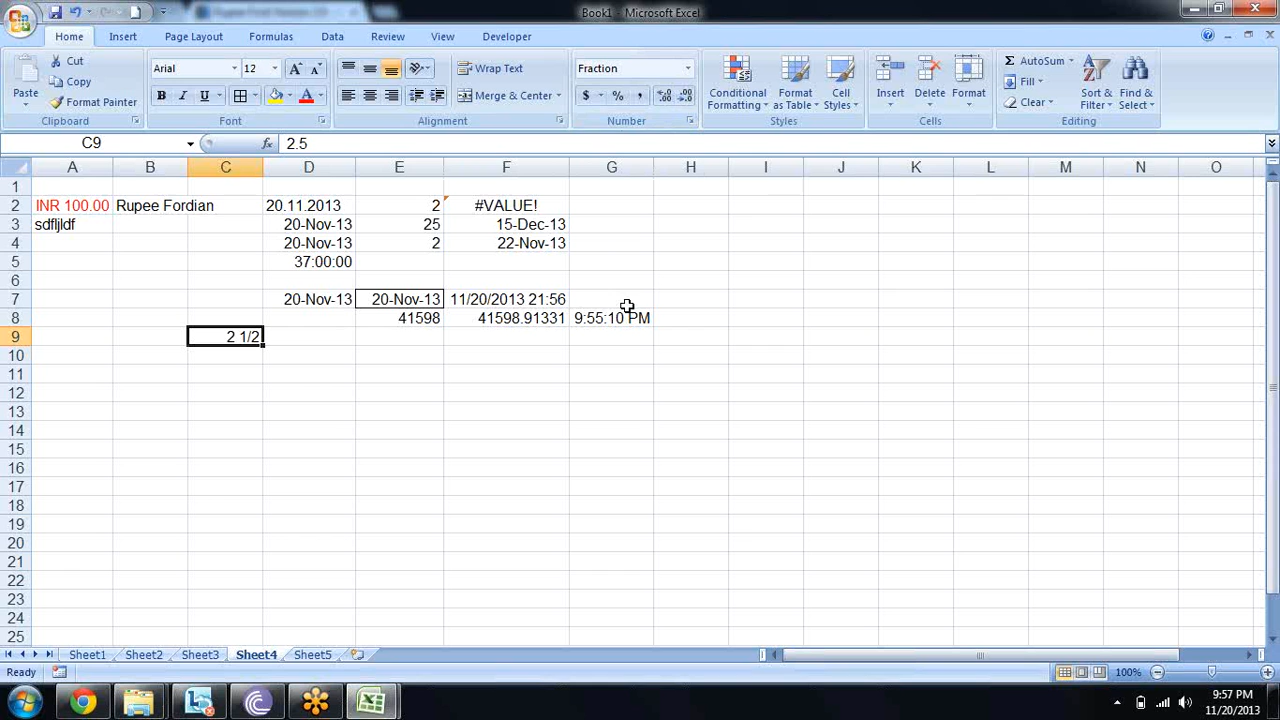 Book1 - Microsoft Excel
Home Insert Page Layout Formulas Data Review View Developer
Paste Cut Copy Format Painter Clipboard
Arial 12 Font
Wrap Text Merge & Center Alignment
Fraction $ % , Number
Conditional Formatting Format as Table Cell Styles Styles
Insert Delete Format Cells
AutoSum Fill Clear Sort & Filter Find & Select Editing
C9 fx 2.5
A B C D E F G H I J K L M N O
1
2 INR 100.00 Rupee Fordian 20.11.2013 2 #VALUE!
3 sdfljldf 20-Nov-13 25 15-Dec-13
4 20-Nov-13 2 22-Nov-13
5 37:00:00
6
7 20-Nov-13 20-Nov-13 11/20/2013 21:56
8 41598 41598.91331 9:55:10 PM
9 2 1/2
10
11
12
13
14
15
16
17
18
19
20
21
22
23
24
25
Sheet1 Sheet2 Sheet3 Sheet4 Sheet5
Ready 100%
9:57 PM
11/20/2013